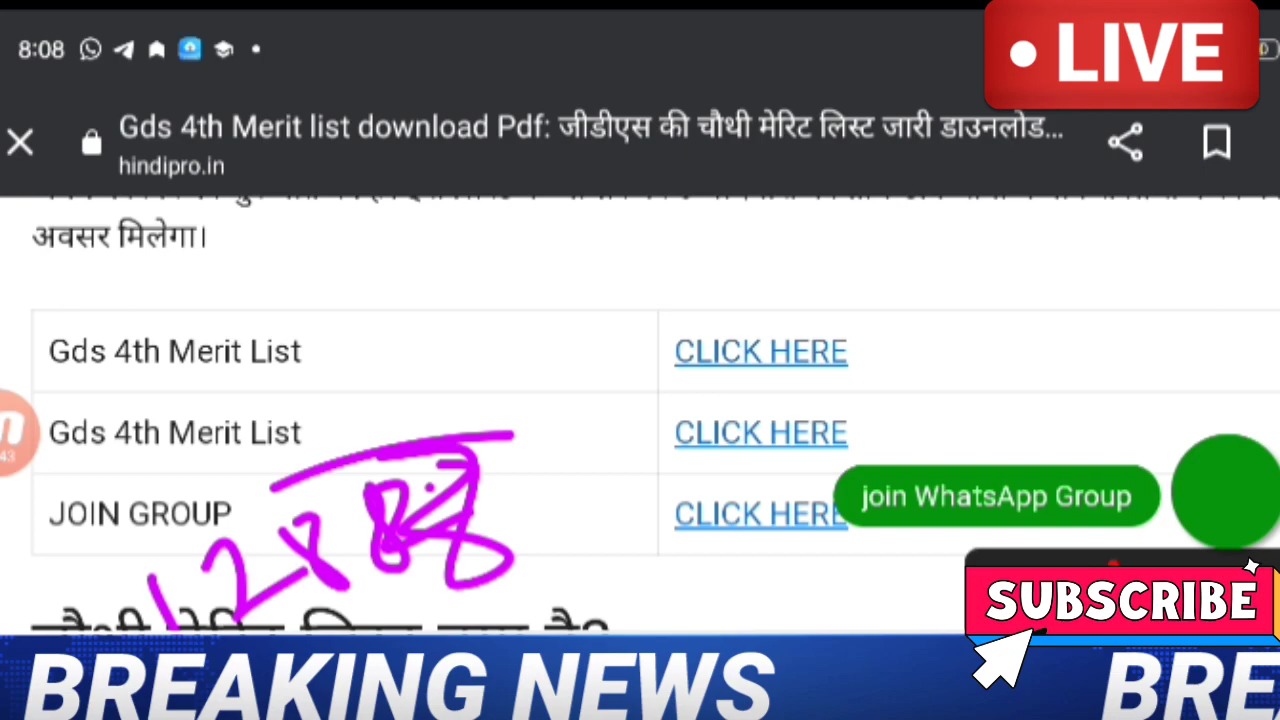 8:08
LIVE
Gds 4th Merit list download Pdf: जीडीएस की चौथी मेरिट लिस्ट जारी डाउनलोड...
hindipro.in
अवसर मिलेगा।
Gds 4th Merit List CLICK HERE
43
Gds 4th Merit List CLICK HERE
JOIN GROUP CLICK HERE
join WhatsApp Group
SUBSCRIBE
BREAKING NEWS BRE